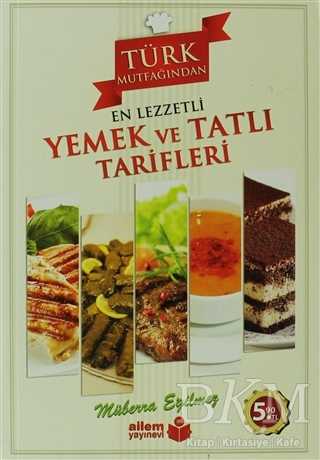 TÜRK
MUTFAĞINDAN
EN LEZZETLİ
YEMEK VE TATLI
TARİFLERİ
Müberra Eğilmez
ailem
yayınevi
5.90
TL
BKM
Kitap | Kırtasiye | Kafe